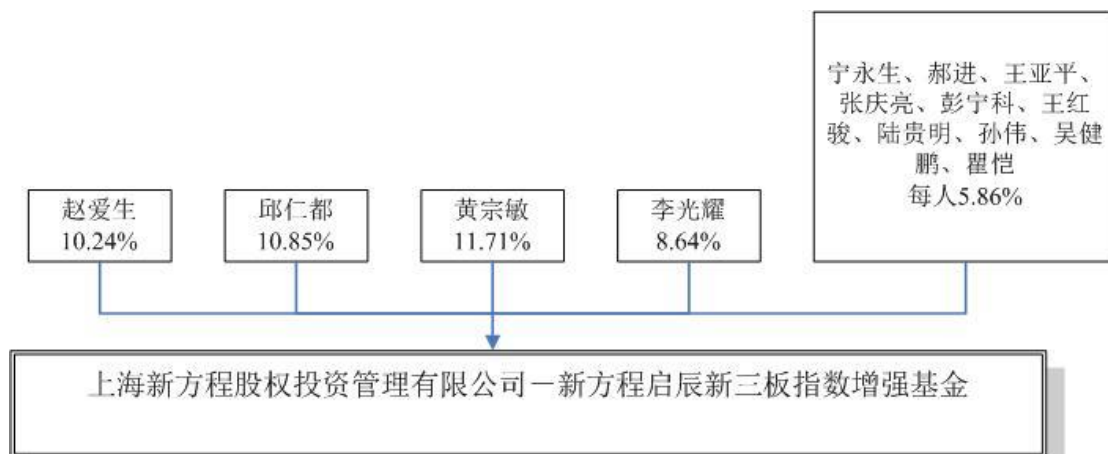 宁永生、郝进、王亚平、
张庆亮、彭宁科、王红
骏、陆贵明、孙伟、吴健
鹏、瞿恺
每人5.86%
赵爱生
10.24%
邱仁都
10.85%
黄宗敏
11.71%
李光耀
8.64%
上海新方程股权投资管理有限公司－新方程启辰新三板指数增强基金